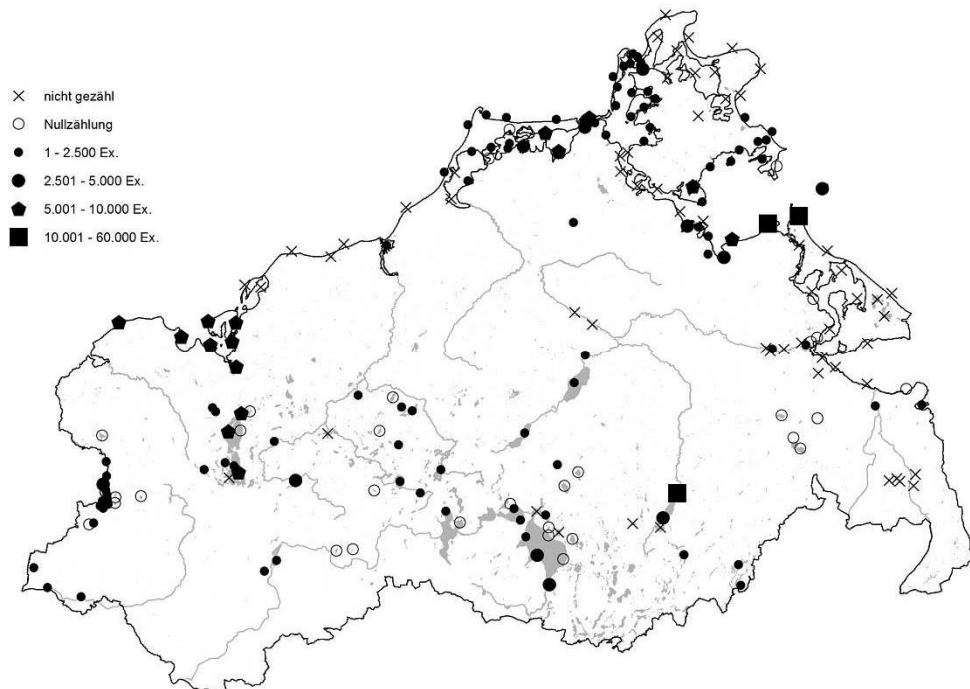 nicht gezähl
Nullzählung
1 - 2.500 Ex.
2.501 - 5.000 Ex.
5.001 - 10.000 Ex.
10.001 - 60.000 Ex.